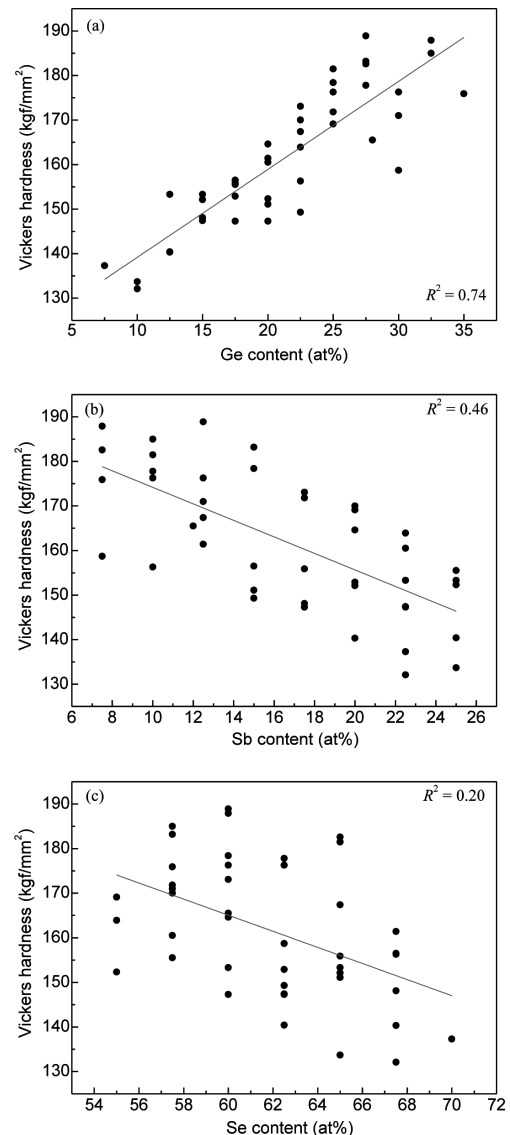 (a)
190
180
170
160
150
140
130
Vickers hardness (kgf/mm²)
R² = 0.74
5 10 15 20 25 30 35
Ge content (at%)
(b)
R² = 0.46
190
180
170
160
150
140
130
Vickers hardness (kgf/mm²)
6 8 10 12 14 16 18 20 22 24 26
Sb content (at%)
(c)
R² = 0.20
190
180
170
160
150
140
130
Vickers hardness (kgf/mm²)
54 56 58 60 62 64 66 68 70 72
Se content (at%)